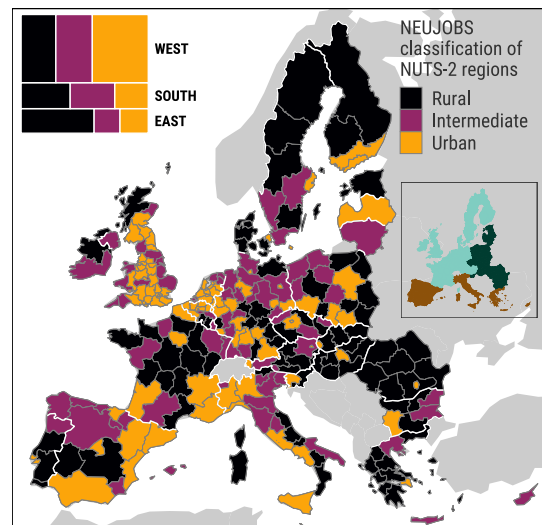 WEST
SOUTH
EAST
NEUJOBS
classification of
NUTS-2 regions
Rural
Intermediate
Urban